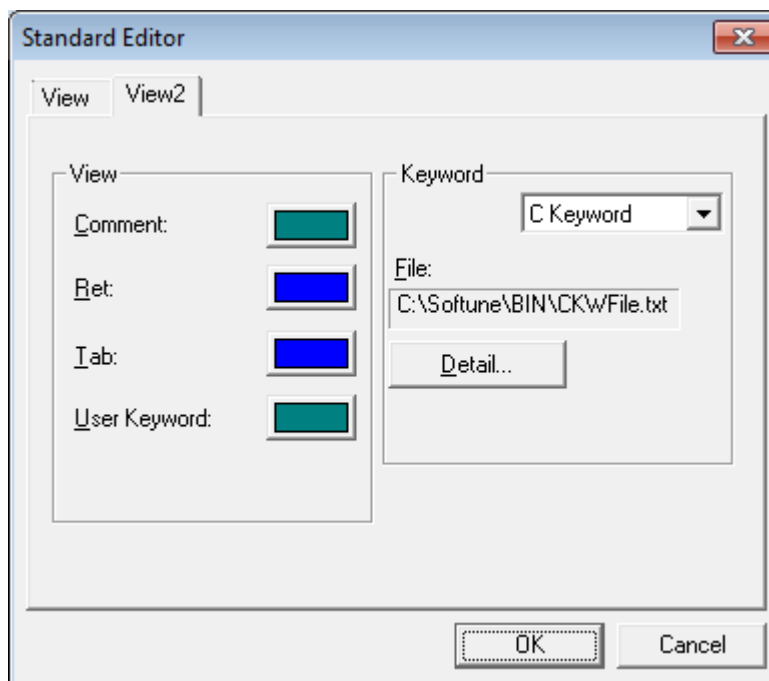 Standard Editor
View View2
View
Comment:
Ret:
Tab:
User Keyword:
Keyword
C Keyword
File:
C:\Softune\BIN\CKWFile.txt
Detail...
OK Cancel